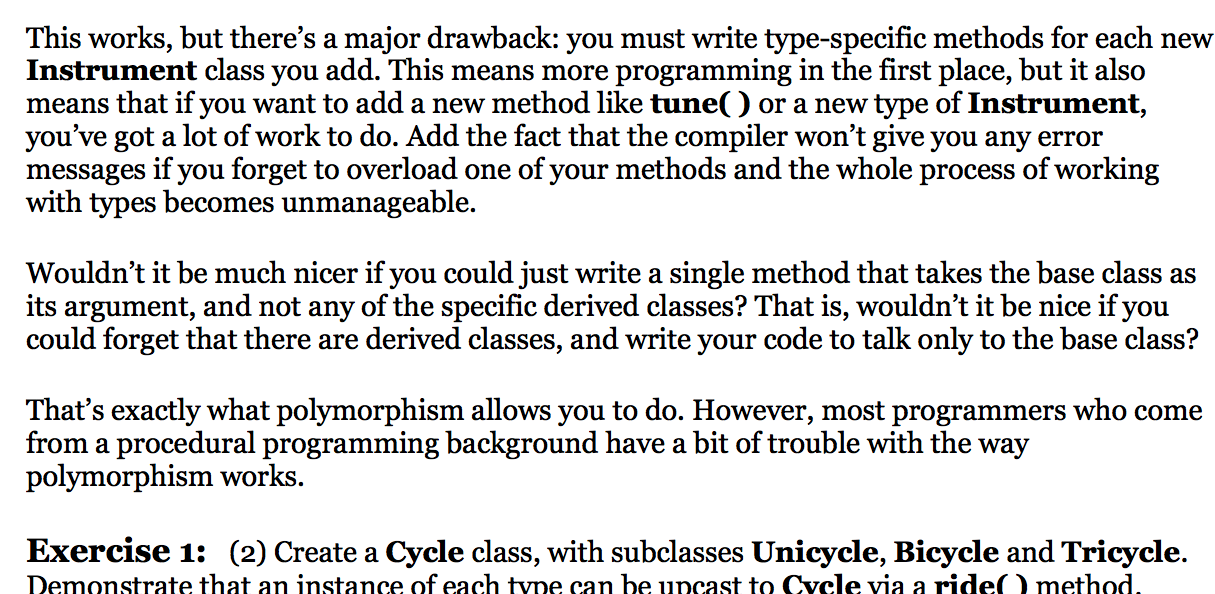 This works, but there’s a major drawback: you must write type-specific methods for each new
Instrument class you add. This means more programming in the first place, but it also
means that if you want to add a new method like tune( ) or a new type of Instrument,
you’ve got a lot of work to do. Add the fact that the compiler won’t give you any error
messages if you forget to overload one of your methods and the whole process of working
with types becomes unmanageable.
Wouldn’t it be much nicer if you could just write a single method that takes the base class as
its argument, and not any of the specific derived classes? That is, wouldn’t it be nice if you
could forget that there are derived classes, and write your code to talk only to the base class?
That’s exactly what polymorphism allows you to do. However, most programmers who come
from a procedural programming background have a bit of trouble with the way
polymorphism works.
Exercise 1: (2) Create a Cycle class, with subclasses Unicycle, Bicycle and Tricycle.
Demonstrate that an instance of each type can be upcast to Cycle via a ride( ) method.